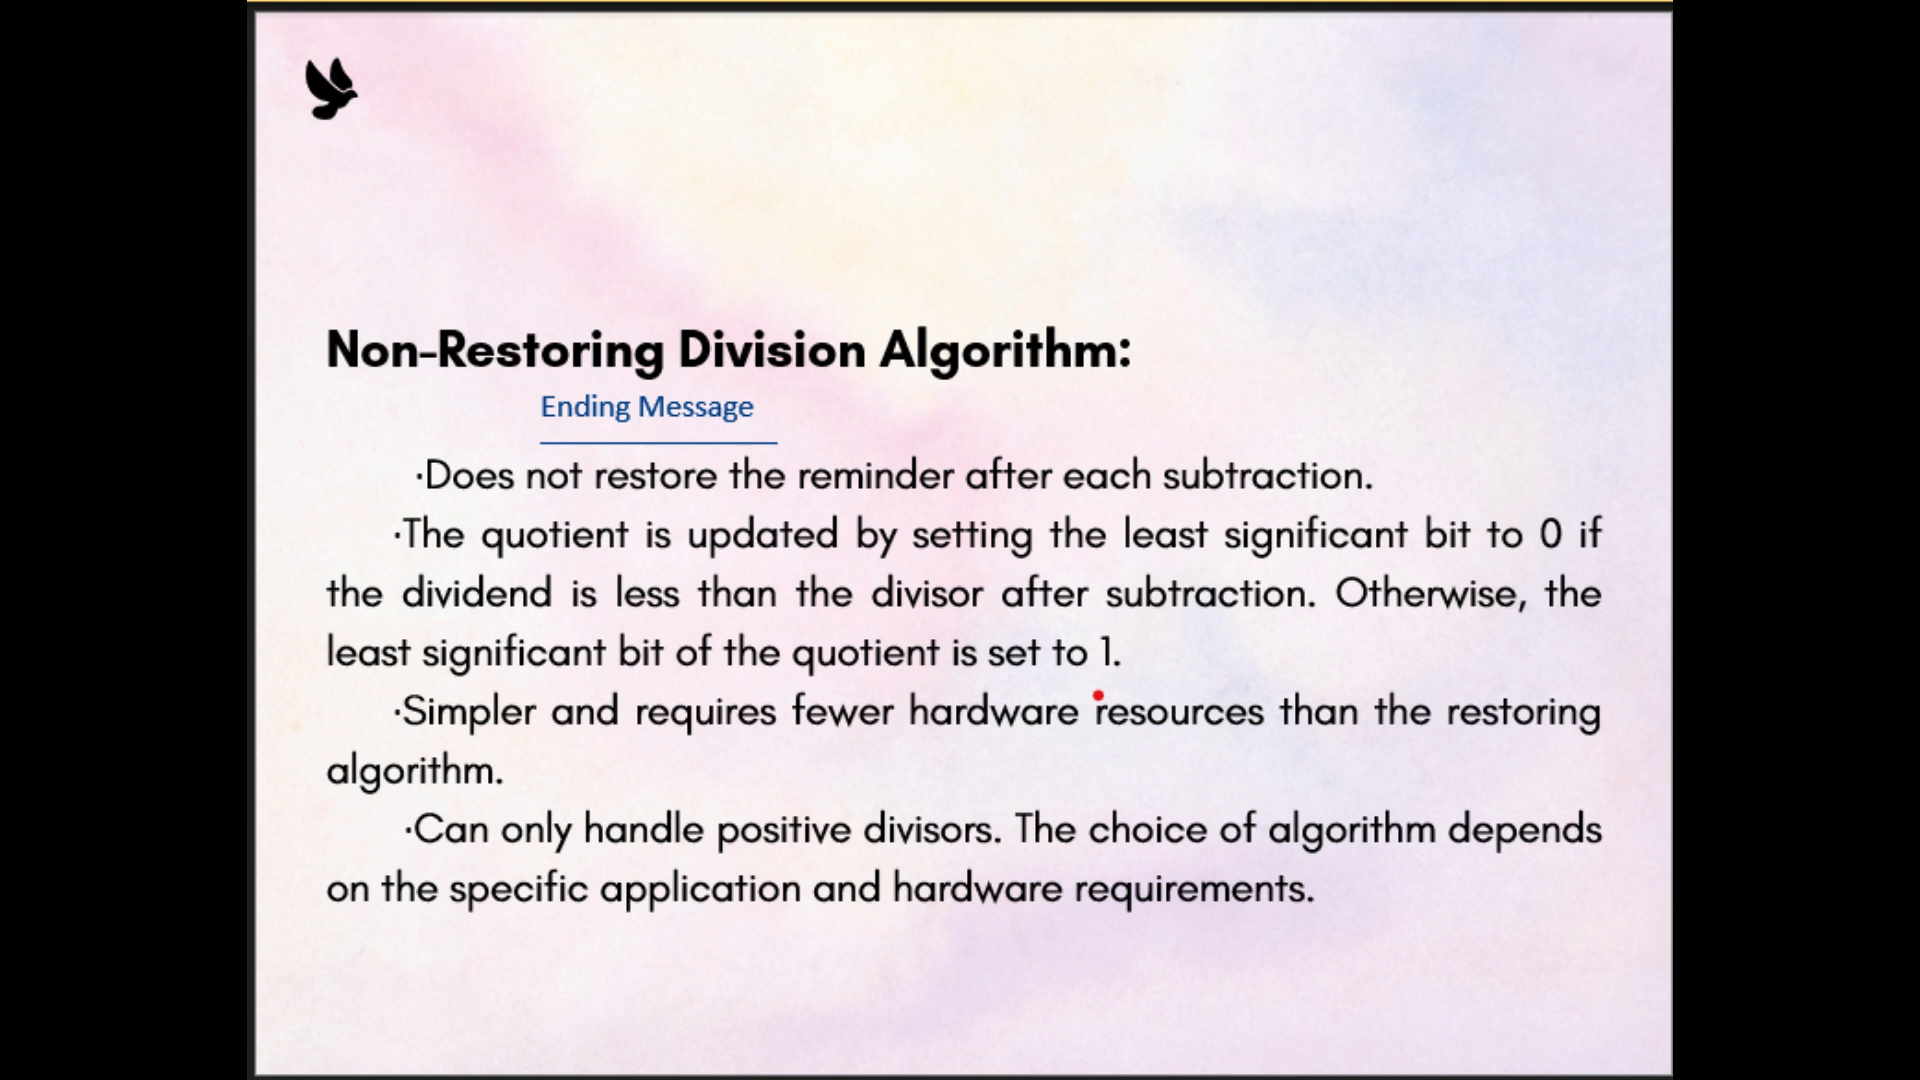 Non-Restoring Division Algorithm:
Ending Message
·Does not restore the reminder after each subtraction.
·The quotient is updated by setting the least significant bit to 0 if
the dividend is less than the divisor after subtraction. Otherwise, the
least significant bit of the quotient is set to 1.
·Simpler and requires fewer hardware resources than the restoring
algorithm.
·Can only handle positive divisors. The choice of algorithm depends
on the specific application and hardware requirements.